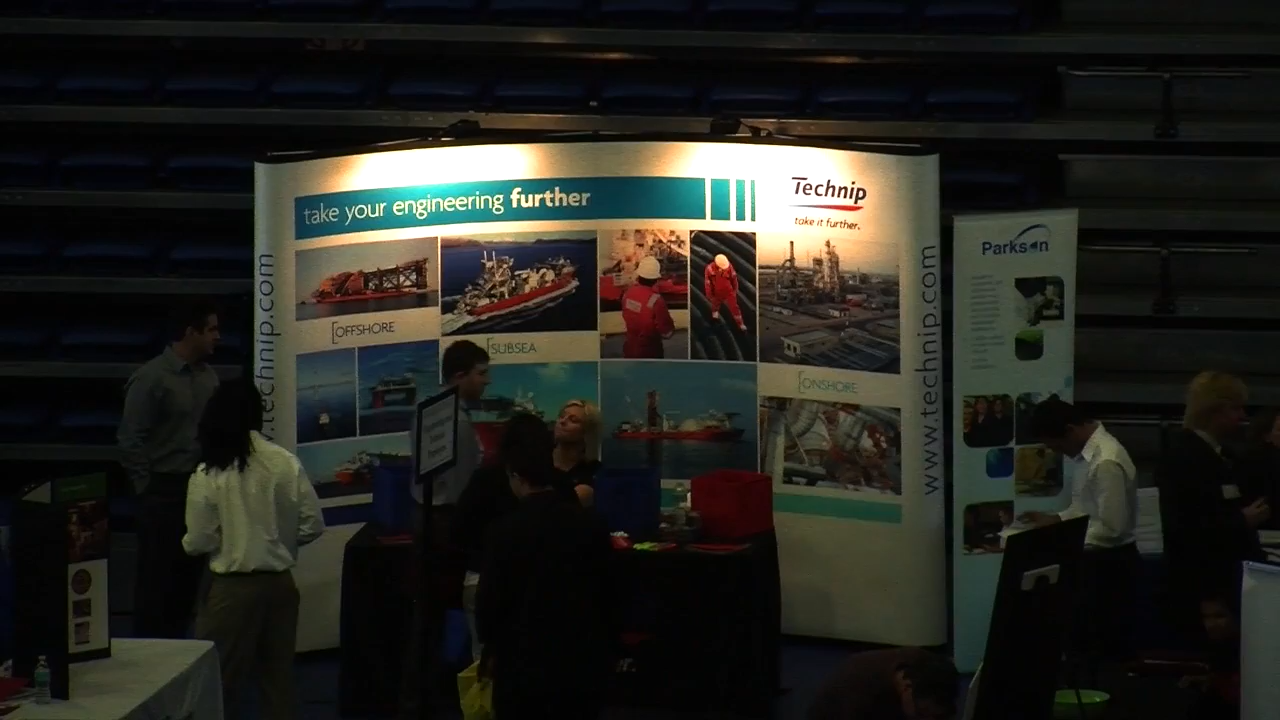 take your engineering further
Technip
take it further.
[OFFSHORE
[SUBSEA
[ONSHORE
www.technip.com
www.technip.com
Parkson